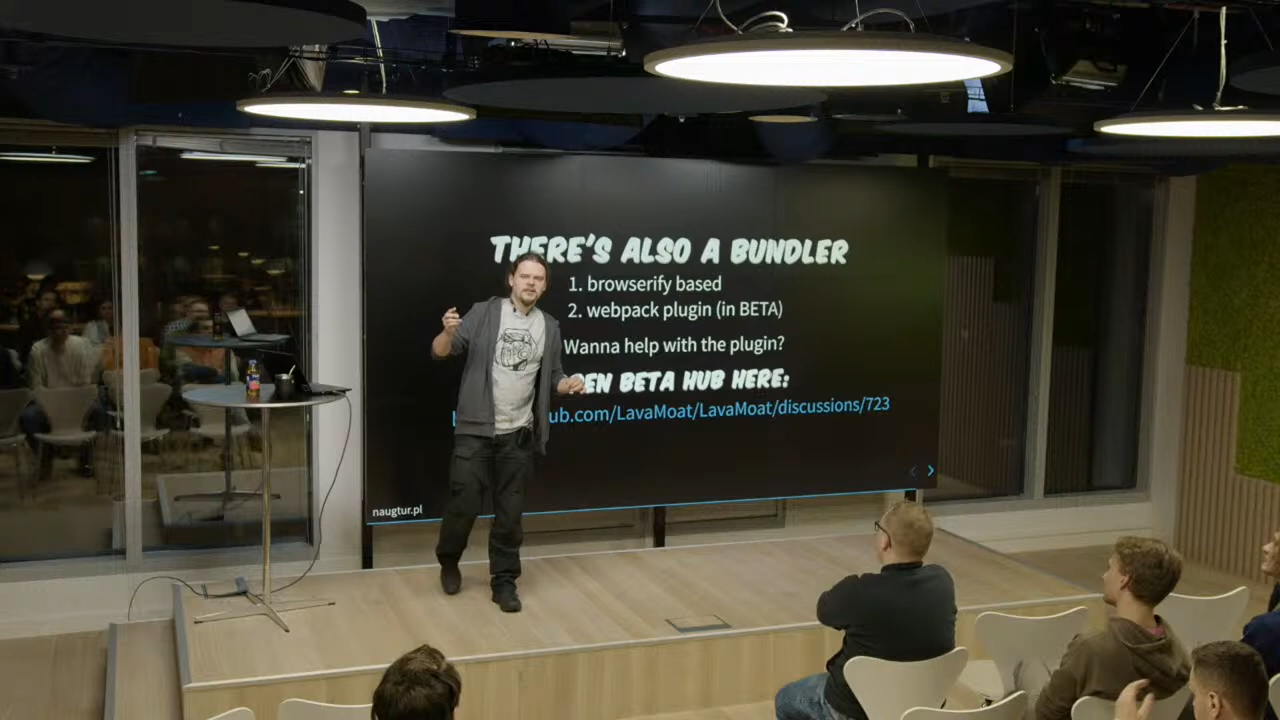 THERE'S ALSO A BUNDLER
1. browserify based
2. webpack plugin (in BETA)
Wanna help with the plugin?
BETA HUB HERE:
ub.com/LavaMoat/LavaMoat/discussions/723
naugtur.pl